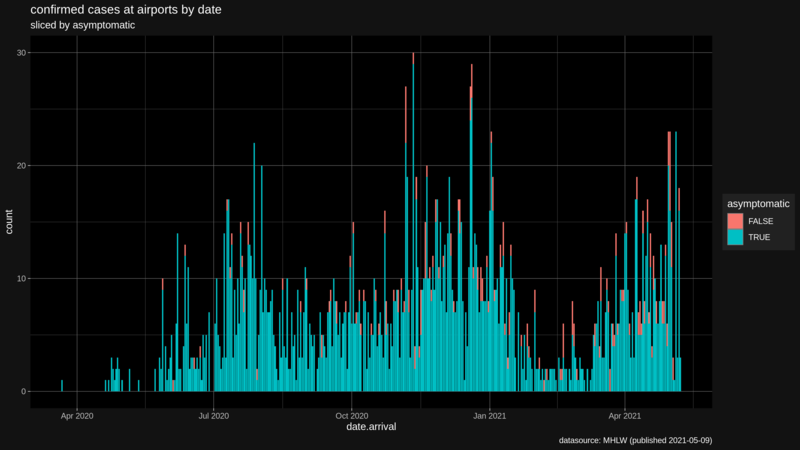 confirmed cases at airports by date
sliced by asymptomatic
30
20
10
0
count
Apr 2020
Jul 2020
Oct 2020
Jan 2021
Apr 2021
date.arrival
asymptomatic
FALSE
TRUE
datasource: MHLW (published 2021-05-09)